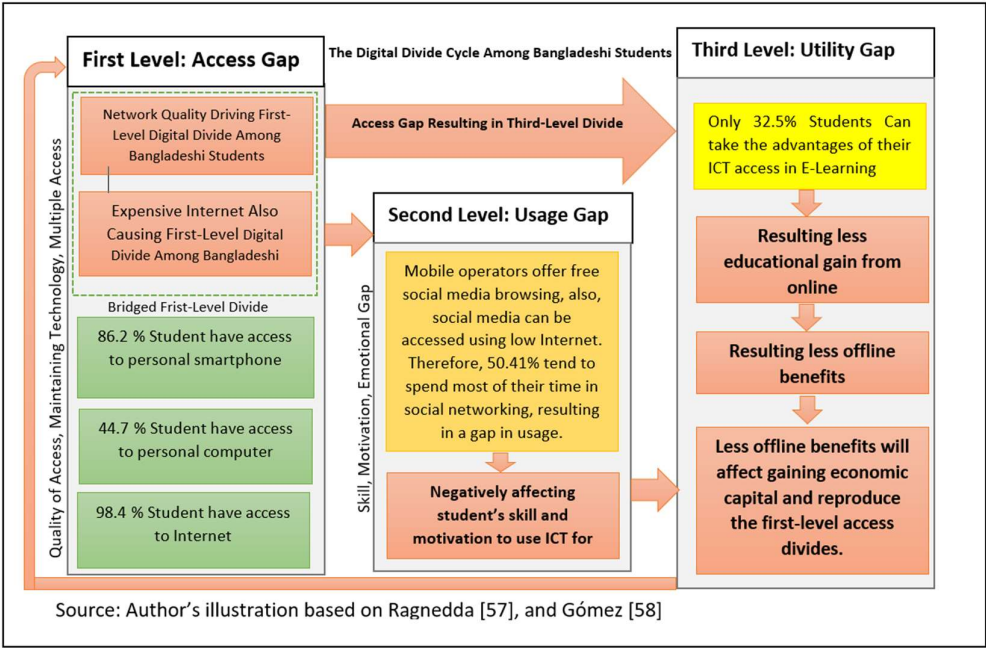 The Digital Divide Cycle Among Bangladeshi Students
First Level: Access Gap
Network Quality Driving First-
Level Digital Divide Among
Bangladeshi Students
Expensive Internet Also
Causing First-Level Digital
Divide Among Bangladeshi
Bridged Frist-Level Divide
86.2 % Student have access
to personal smartphone
44.7 % Student have access
to personal computer
98.4 % Student have access
to Internet
Quality of Access, Maintaining Technology, Multiple Access
Access Gap Resulting in Third-Level Divide
Second Level: Usage Gap
Mobile operators offer free
social media browsing, also,
social media can be
accessed using low Internet.
Therefore, 50.41% tend to
spend most of their time in
social networking, resulting
in a gap in usage.
Negatively affecting
student’s skill and
motivation to use ICT for
Skill, Motivation, Emotional Gap
Third Level: Utility Gap
Only 32.5% Students Can
take the advantages of their
ICT access in E-Learning
Resulting less
educational gain from
online
Resulting less offline
benefits
Less offline benefits will
affect gaining economic
capital and reproduce
the first-level access
divides.
Source: Author’s illustration based on Ragnedda [57], and Gómez [58]